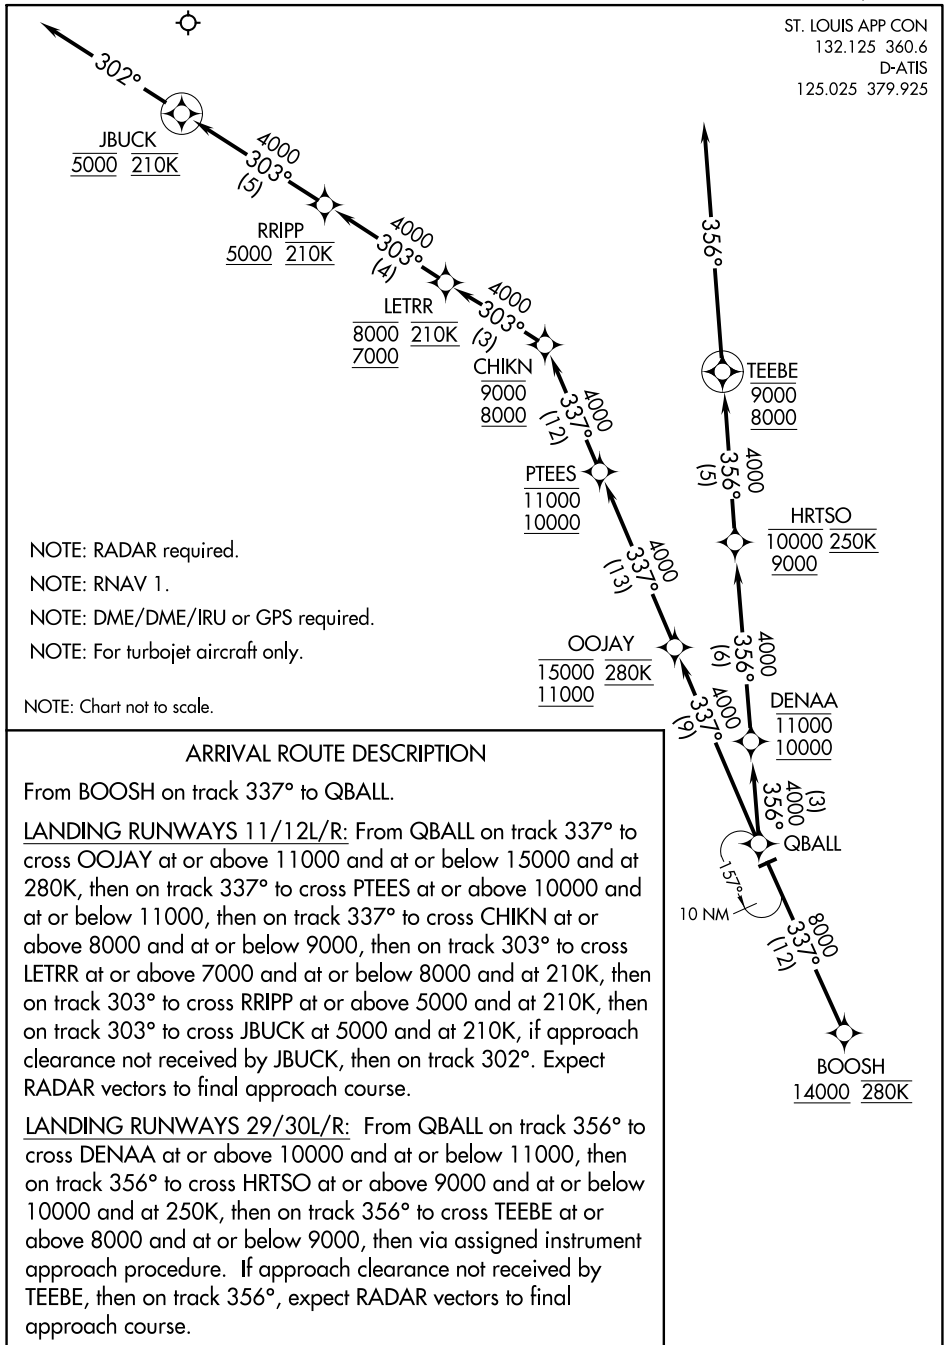 ST. LOUIS APP CON
132.125 360.6
D-ATIS
125.025 379.925
302°
JBUCK
5000 210K
4000
303°
(5)
RRIPP
5000 210K
4000
303°
(4)
LETRR
8000 210K
7000
4000
303°
(3)
CHIKN
9000
8000
4000
337°
(12)
PTEES
11000
10000
4000
337°
(13)
OOJAY
15000 280K
11000
4000
337°
(9)
356°
TEEBE
9000
8000
4000
356°
(5)
HRTSO
10000 250K
9000
4000
356°
(6)
DENAA
11000
10000
(3)
4000
356°
QBALL
157°
10 NM
8000
337°
(12)
BOOSH
14000 280K
NOTE: RADAR required.
NOTE: RNAV 1.
NOTE: DME/DME/IRU or GPS required.
NOTE: For turbojet aircraft only.
NOTE: Chart not to scale.
ARRIVAL ROUTE DESCRIPTION
From BOOSH on track 337° to QBALL.
LANDING RUNWAYS 11/12L/R: From QBALL on track 337° to
cross OOJAY at or above 11000 and at or below 15000 and at
280K, then on track 337° to cross PTEES at or above 10000 and
at or below 11000, then on track 337° to cross CHIKN at or
above 8000 and at or below 9000, then on track 303° to cross
LETRR at or above 7000 and at or below 8000 and at 210K, then
on track 303° to cross RRIPP at or above 5000 and at 210K, then
on track 303° to cross JBUCK at 5000 and at 210K, if approach
clearance not received by JBUCK, then on track 302°. Expect
RADAR vectors to final approach course.
LANDING RUNWAYS 29/30L/R: From QBALL on track 356° to
cross DENAA at or above 10000 and at or below 11000, then
on track 356° to cross HRTSO at or above 9000 and at or below
10000 and at 250K, then on track 356° to cross TEEBE at or
above 8000 and at or below 9000, then via assigned instrument
approach procedure. If approach clearance not received by
TEEBE, then on track 356°, expect RADAR vectors to final
approach course.